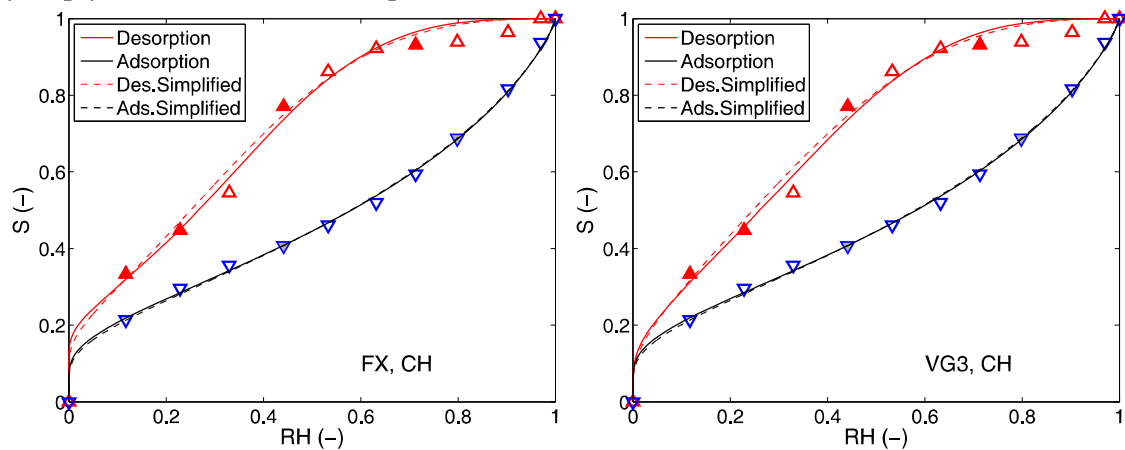 Desorption
Adsorption
Des.Simplified
Ads.Simplified
FX, CH
S (-)
RH (-)
0
0.2
0.4
0.6
0.8
1
0
0.2
0.4
0.6
0.8
1
Desorption
Adsorption
Des.Simplified
Ads.Simplified
VG3, CH
S (-)
RH (-)
0
0.2
0.4
0.6
0.8
1
0
0.2
0.4
0.6
0.8
1